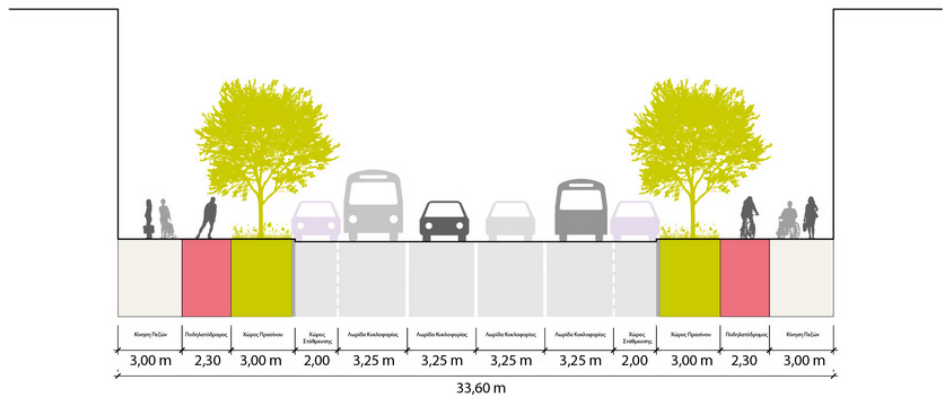 Κίνηση Πεζών
Ποδηλατόδρομος
Χώρος Πρασίνου
Χώρος
Στάθμευσης
Λωρίδα Κυκλοφορίας
Λωρίδα Κυκλοφορίας
Λωρίδα Κυκλοφορίας
Λωρίδα Κυκλοφορίας
Χώρος
Στάθμευσης
Χώρος Πρασίνου
Ποδηλατόδρομος
Κίνηση Πεζών
3,00 m
2,30
3,00 m
2,00
3,25 m
3,25 m
3,25 m
3,25 m
2,00
3,00 m
2,30
3,00 m
33,60 m